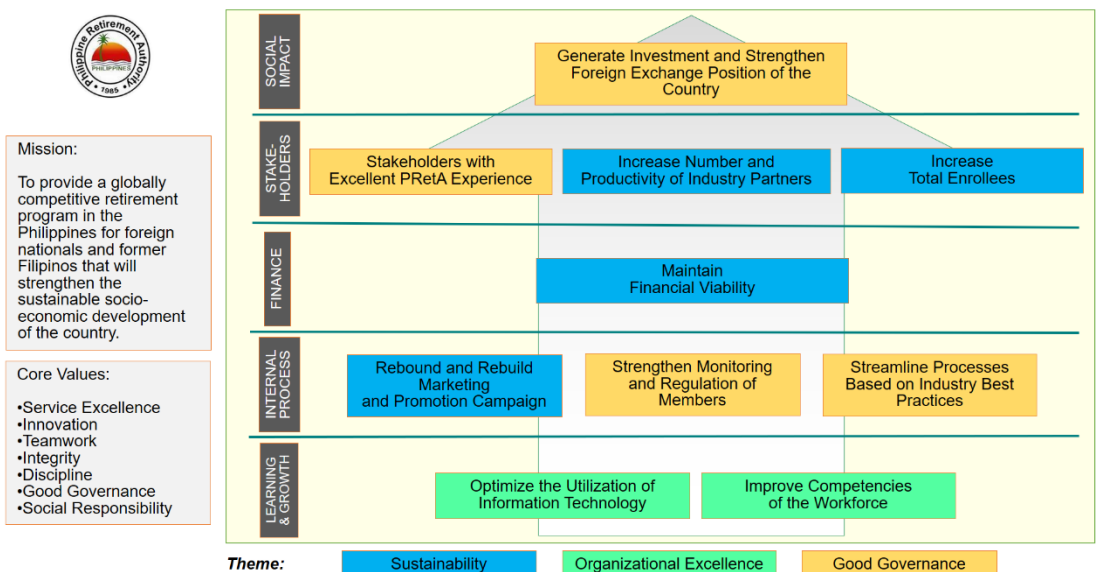 Philippine Retirement Authority
PHILIPPINES
• 1985 •
Mission:
To provide a globally
competitive retirement
program in the
Philippines for foreign
nationals and former
Filipinos that will
strengthen the
sustainable socio-
economic development
of the country.
Core Values:
•Service Excellence
•Innovation
•Teamwork
•Integrity
•Discipline
•Good Governance
•Social Responsibility
SOCIAL
IMPACT
Generate Investment and Strengthen
Foreign Exchange Position of the
Country
STAKE-
HOLDERS
Stakeholders with
Excellent PRetA Experience
Increase Number and
Productivity of Industry Partners
Increase
Total Enrollees
FINANCE
Maintain
Financial Viability
INTERNAL
PROCESS
Rebound and Rebuild
Marketing
and Promotion Campaign
Strengthen Monitoring
and Regulation of
Members
Streamline Processes
Based on Industry Best
Practices
LEARNING
& GROWTH
Optimize the Utilization of
Information Technology
Improve Competencies
of the Workforce
Theme:
Sustainability
Organizational Excellence
Good Governance